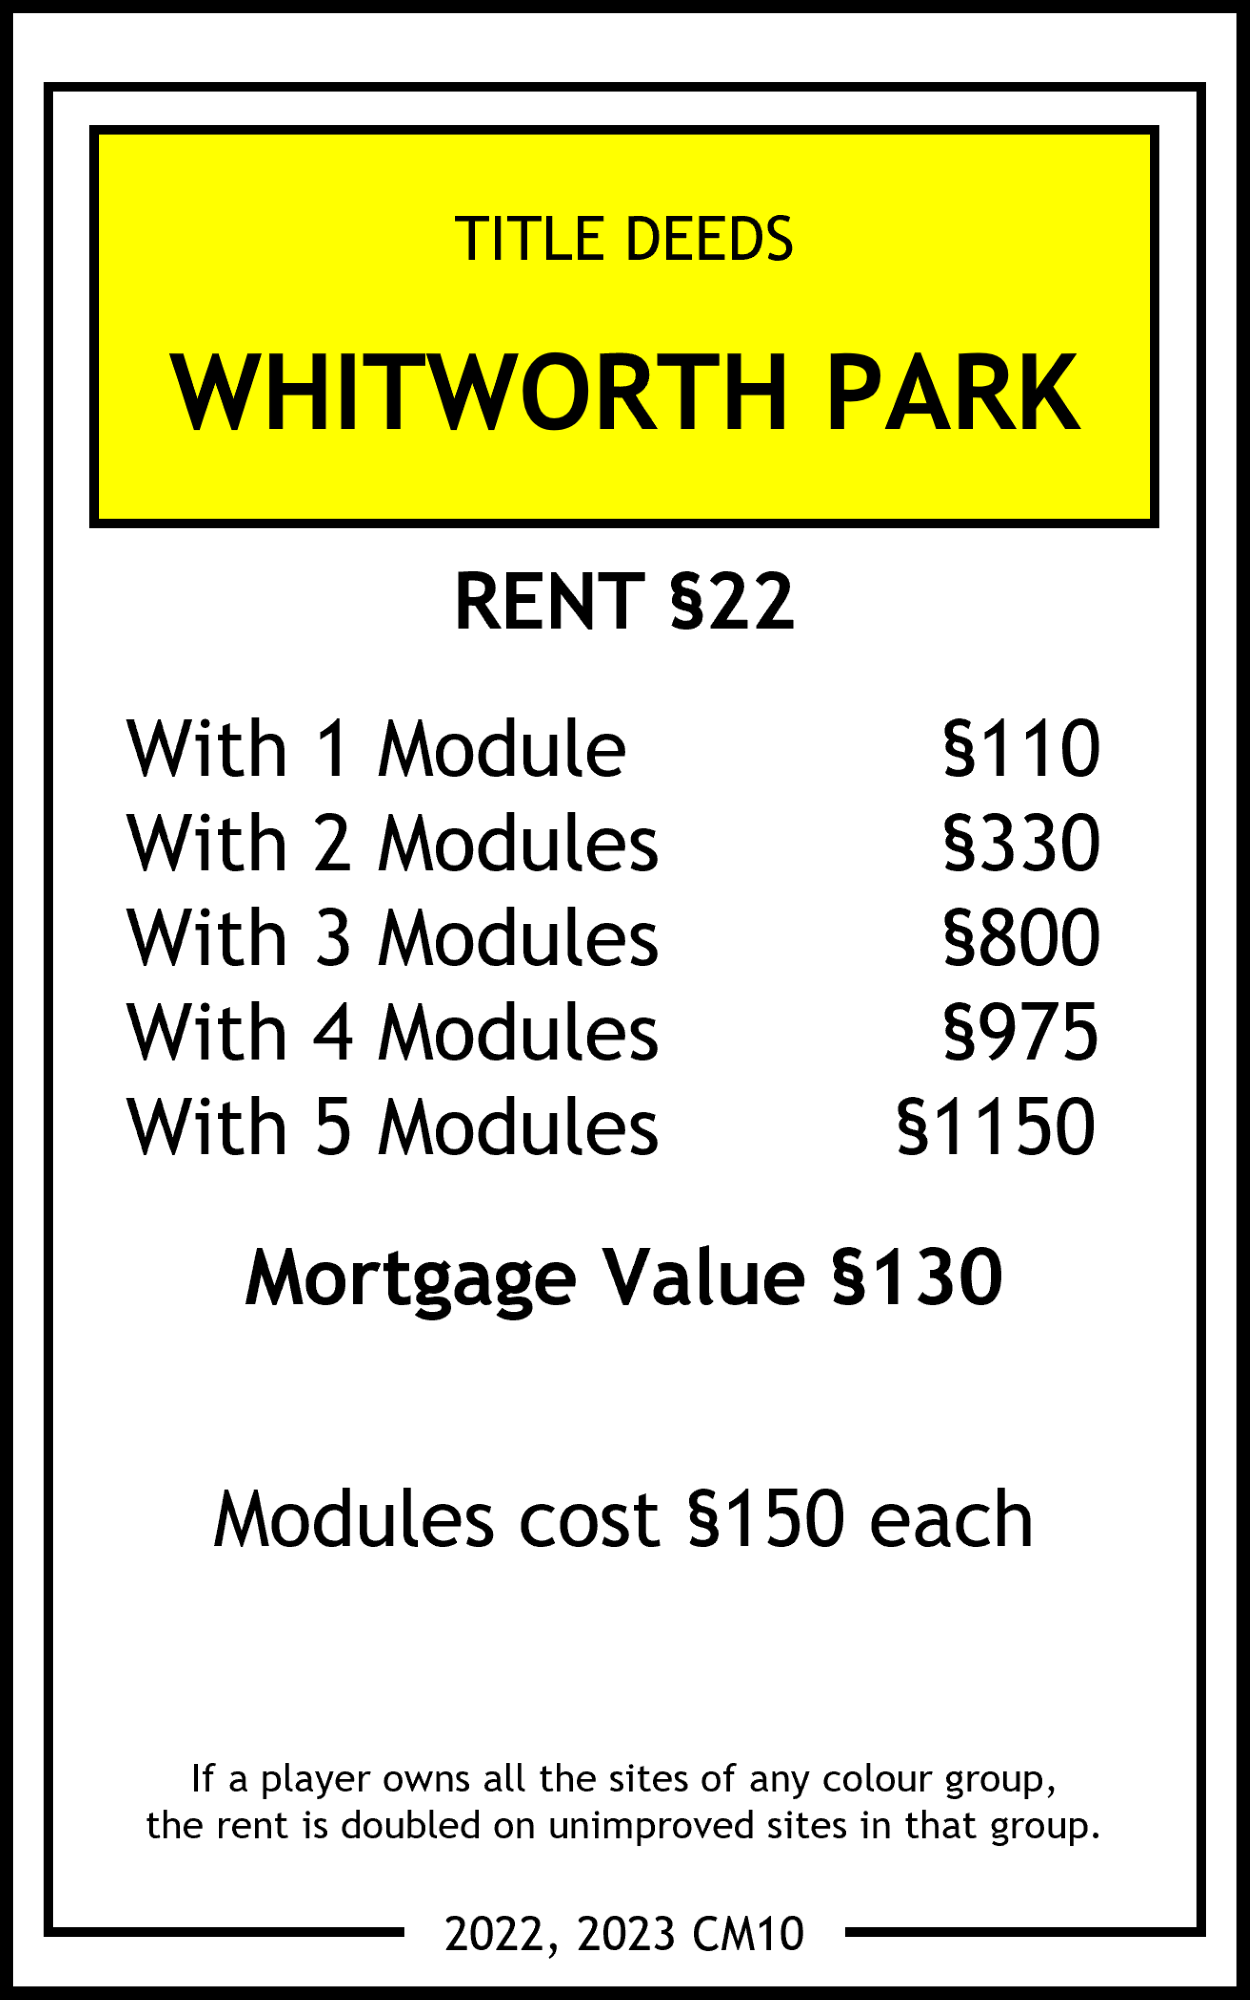 TITLE DEEDS
WHITWORTH PARK
RENT §22
With 1 Module §110
With 2 Modules §330
With 3 Modules §800
With 4 Modules §975
With 5 Modules §1150
Mortgage Value §130
Modules cost §150 each
If a player owns all the sites of any colour group,
the rent is doubled on unimproved sites in that group.
2022, 2023 CM10